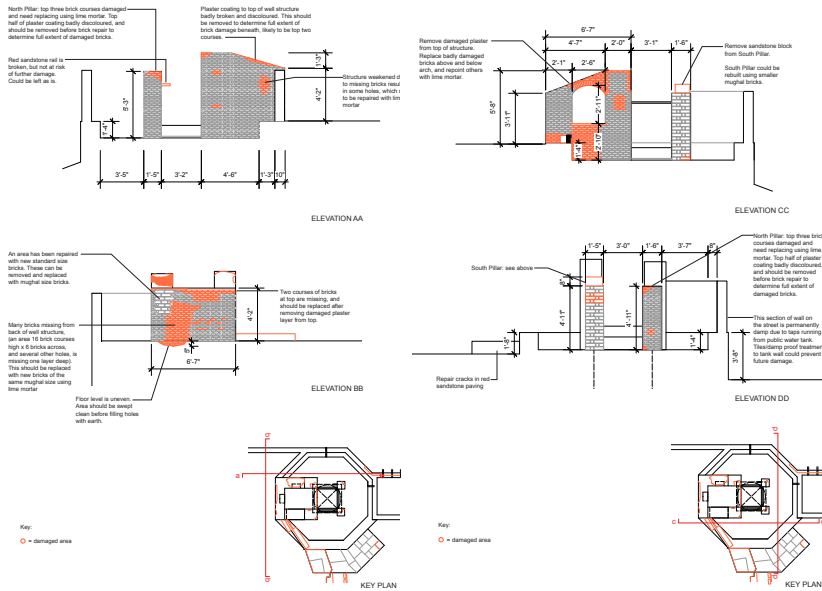 North Pillar: top three brick courses damaged
and need replacing using lime mortar. Top
half of plaster coating badly discoloured, and
should be removed before brick repair to
determine full extent of damaged bricks.
Red sandstone rail is
broken, but not at risk
of further damage.
Could be left as is.
Plaster coating to top of well structure
badly broken and discoloured. This should
be removed to determine full extent of
brick damage beneath, likely to be top two
courses.
Structure weakened d
to missing bricks resul
in some holes, which
to be repaired with lim
mortar
1'-3"
4'-2"
6'-3"
1'-4"
3'-5"
1'-5"
3'-2"
4'-6"
1'-3"
10"
ELEVATION AA
Remove damaged plaster
from top of structure.
Replace badly damaged
bricks above and below
arch, and repoint others
with lime mortar.
Remove sandstone block
from South Pillar.
South Pillar could be
rebuilt using smaller
mughal bricks.
6'-7"
4'-7"
2'-0"
3'-1"
1'-6"
2'-1"
2'-6"
5'-8"
3'-11"
2'-11"
2'-10"
1'-4"
ELEVATION CC
An area has been repaired
with new standard size
bricks. These can be
removed and replaced
with mughal size bricks.
Many bricks missing from
back of well structure,
(an area 16 brick courses
high x 6 bricks across,
and several other holes, is
missing one layer deep).
This should be replaced
with new bricks of the
same mughal size using
lime mortar
Floor level is uneven.
Area should be swept
clean before filling holes
with earth.
Two courses of bricks
at top are missing, and
should be replaced after
removing damaged plaster
layer from top.
4'-2"
6'-7"
ELEVATION BB
South Pillar: see above
North Pillar: top three bric
courses damaged and
need replacing using lime
mortar. Top half of plaster
coating badly discoloured,
and should be removed
before brick repair to
determine full extent of
damaged bricks.
This section of wall on
the street is permanently
damp due to taps running
from public water tank.
Tiles/damp proof treatmen
to tank wall could prevent
future damage.
Repair cracks in red
sandstone paving
1'-5"
3'-0"
1'-6"
3'-7"
8"
4'-11"
4'-11"
1'-8"
1'-4"
3'-8"
ELEVATION DD
a
Key:
= damaged area
KEY PLAN
d
c
d
Key:
= damaged area
KEY PLAN